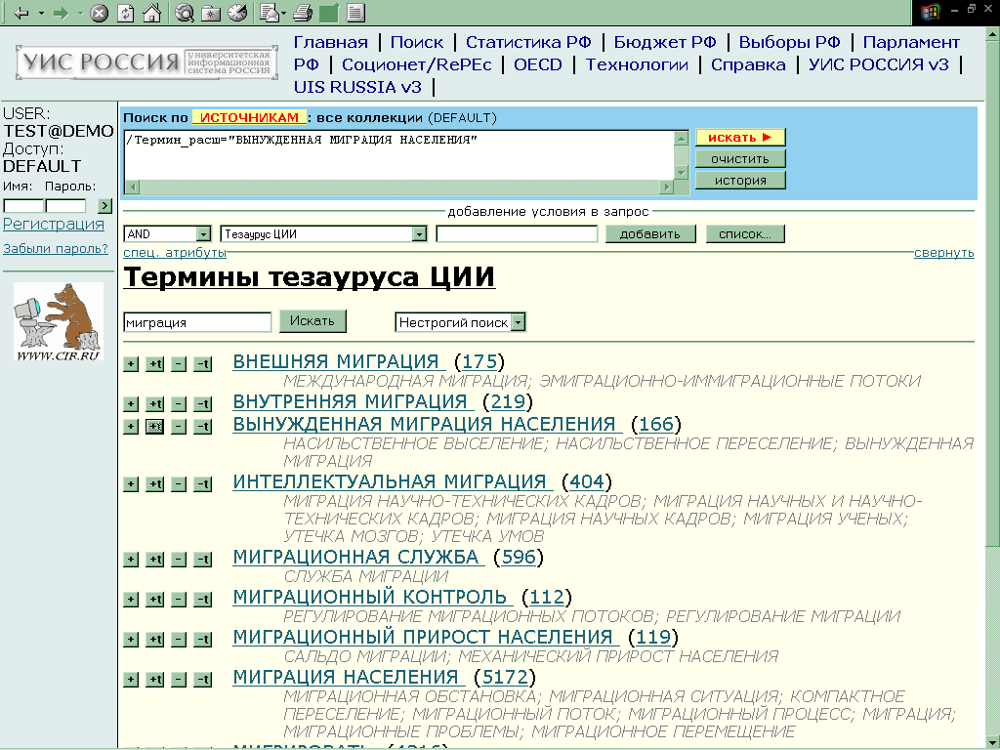 УИС РОССИЯ университетская информационная система РОССИЯ
Главная | Поиск | Статистика РФ | Бюджет РФ | Выборы РФ | Парламент
РФ | Соционет/RePEc | OECD | Технологии | Справка | УИС РОССИЯ v3 |
UIS RUSSIA v3 |
USER:
TEST@DEMO
Доступ:
DEFAULT
Имя: Пароль:
>
Регистрация
Забыли пароль?
WWW.CIR.RU
Поиск по ИСТОЧНИКАМ : все коллекции (DEFAULT)
/Термин_расш="ВЫНУЖДЕННАЯ МИГРАЦИЯ НАСЕЛЕНИЯ"
искать ►
очистить
история
добавление условия в запрос
AND Тезаурус ЦИИ добавить список...
спец. атрибуты свернуть
Термины тезауруса ЦИИ
миграция Искать Нестрогий поиск
+ +t - -t ВНЕШНЯЯ МИГРАЦИЯ (175)
МЕЖДУНАРОДНАЯ МИГРАЦИЯ; ЭМИГРАЦИОННО-ИММИГРАЦИОННЫЕ ПОТОКИ
+ +t - -t ВНУТРЕННЯЯ МИГРАЦИЯ (219)
+ +t - -t ВЫНУЖДЕННАЯ МИГРАЦИЯ НАСЕЛЕНИЯ (166)
НАСИЛЬСТВЕННОЕ ВЫСЕЛЕНИЕ; НАСИЛЬСТВЕННОЕ ПЕРЕСЕЛЕНИЕ; ВЫНУЖДЕННАЯ
МИГРАЦИЯ
+ +t - -t ИНТЕЛЛЕКТУАЛЬНАЯ МИГРАЦИЯ (404)
МИГРАЦИЯ НАУЧНО-ТЕХНИЧЕСКИХ КАДРОВ; МИГРАЦИЯ НАУЧНЫХ И НАУЧНО-
ТЕХНИЧЕСКИХ КАДРОВ; МИГРАЦИЯ НАУЧНЫХ КАДРОВ; МИГРАЦИЯ УЧЕНЫХ;
УТЕЧКА МОЗГОВ; УТЕЧКА УМОВ
+ +t - -t МИГРАЦИОННАЯ СЛУЖБА (596)
СЛУЖБА МИГРАЦИИ
+ +t - -t МИГРАЦИОННЫЙ КОНТРОЛЬ (112)
РЕГУЛИРОВАНИЕ МИГРАЦИОННЫХ ПОТОКОВ; РЕГУЛИРОВАНИЕ МИГРАЦИИ
+ +t - -t МИГРАЦИОННЫЙ ПРИРОСТ НАСЕЛЕНИЯ (119)
САЛЬДО МИГРАЦИИ; МЕХАНИЧЕСКИЙ ПРИРОСТ НАСЕЛЕНИЯ
+ +t - -t МИГРАЦИЯ НАСЕЛЕНИЯ (5172)
МИГРАЦИОННАЯ ОБСТАНОВКА; МИГРАЦИОННАЯ СИТУАЦИЯ; КОМПАКТНОЕ
ПЕРЕСЕЛЕНИЕ; МИГРАЦИОННЫЙ ПОТОК; МИГРАЦИОННЫЙ ПРОЦЕСС; МИГРАЦИЯ;
МИГРАЦИОННЫЕ ПРОБЛЕМЫ; МИГРАЦИОННОЕ ПЕРЕМЕЩЕНИЕ